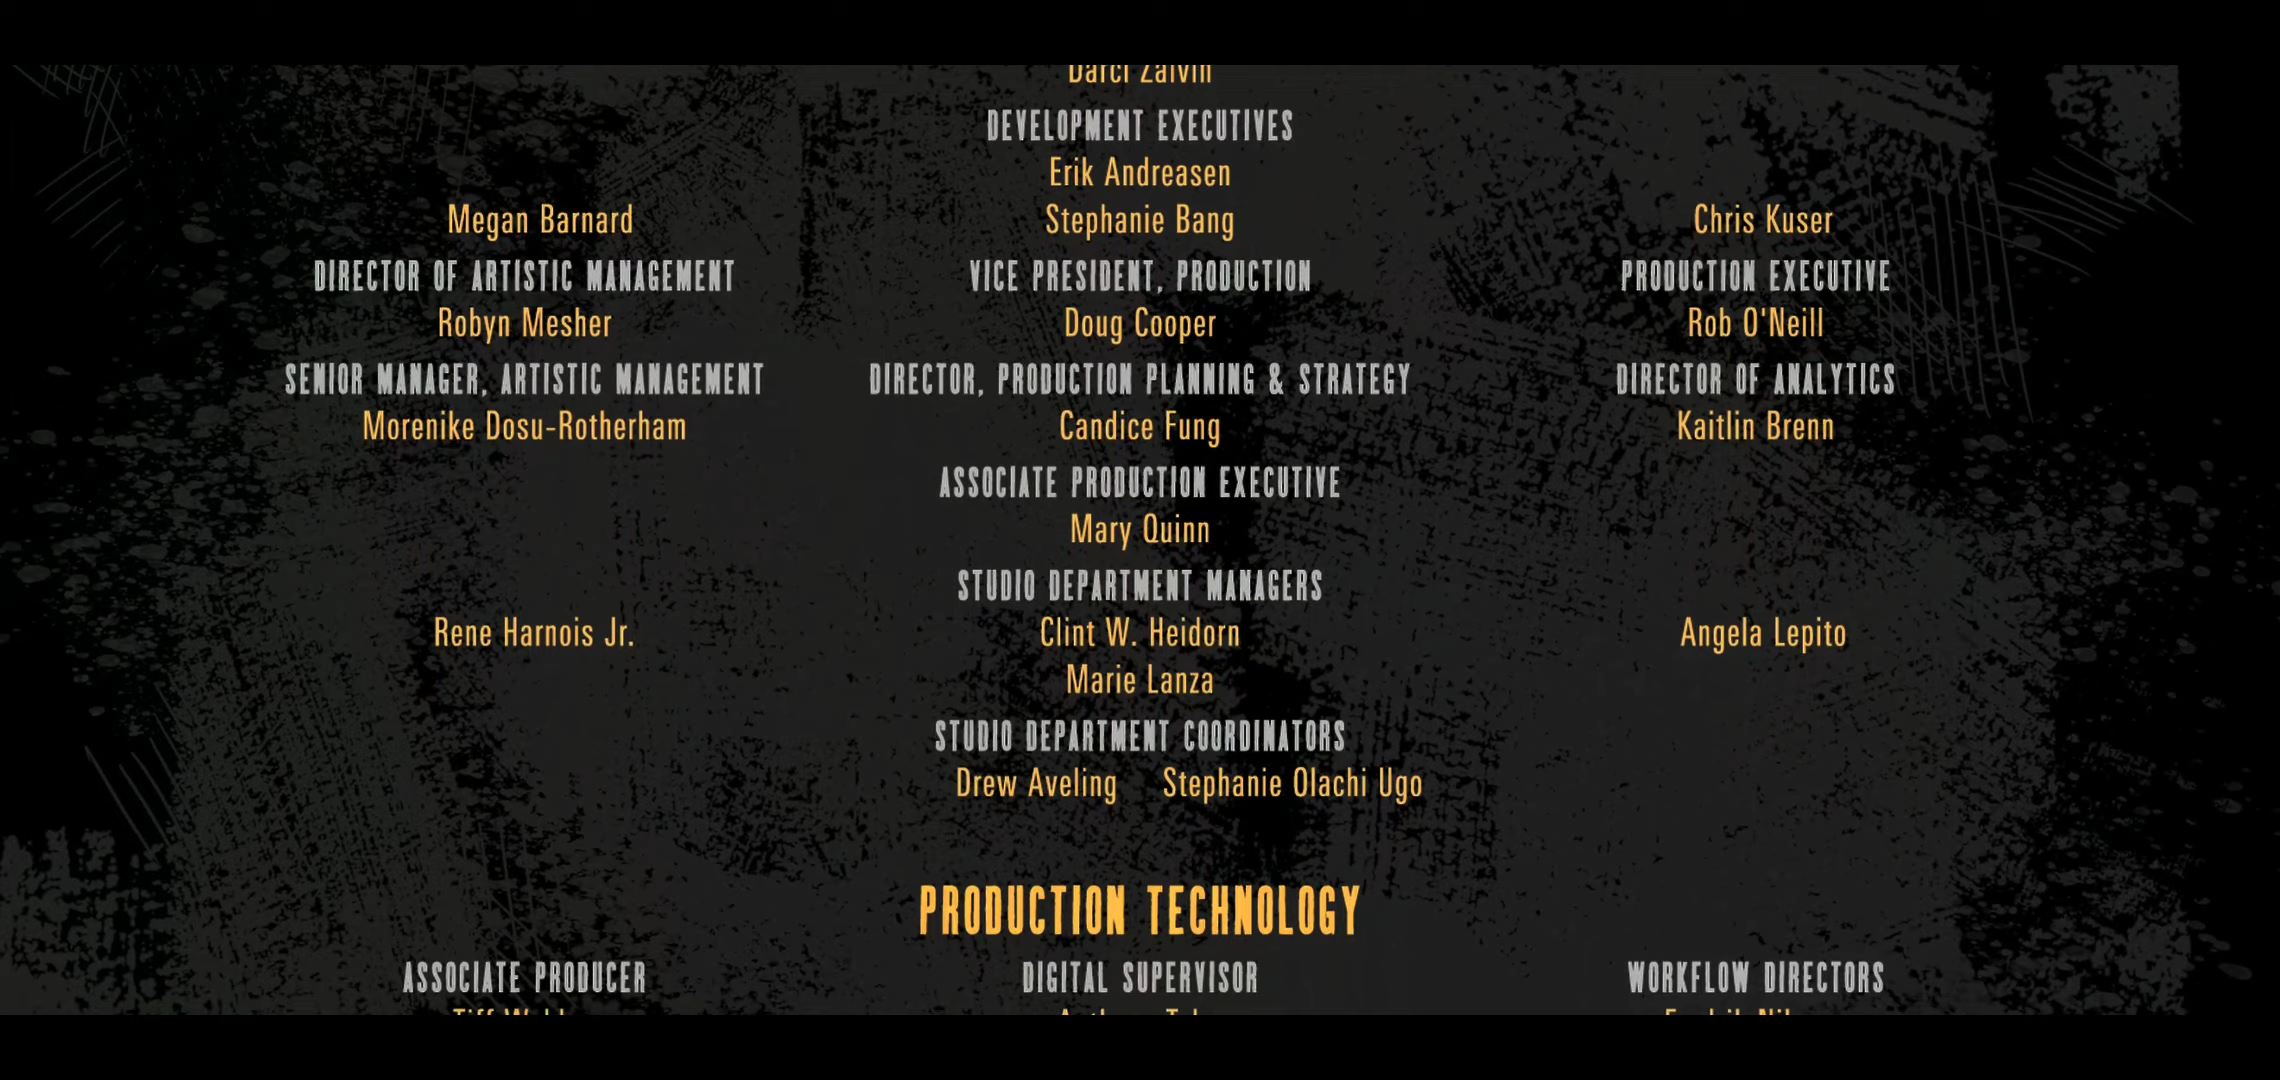 Darci Zalvin
DEVELOPMENT EXECUTIVES
Erik Andreasen
Megan Barnard Stephanie Bang Chris Kuser
DIRECTOR OF ARTISTIC MANAGEMENT VICE PRESIDENT, PRODUCTION PRODUCTION EXECUTIVE
Robyn Mesher Doug Cooper Rob O'Neill
SENIOR MANAGER, ARTISTIC MANAGEMENT DIRECTOR, PRODUCTION PLANNING & STRATEGY DIRECTOR OF ANALYTICS
Morenike Dosu-Rotherham Candice Fung Kaitlin Brenn
ASSOCIATE PRODUCTION EXECUTIVE
Mary Quinn
STUDIO DEPARTMENT MANAGERS
Rene Harnois Jr. Clint W. Heidorn Angela Lepito
Marie Lanza
STUDIO DEPARTMENT COORDINATORS
Drew Aveling Stephanie Olachi Ugo
PRODUCTION TECHNOLOGY
ASSOCIATE PRODUCER DIGITAL SUPERVISOR WORKFLOW DIRECTORS